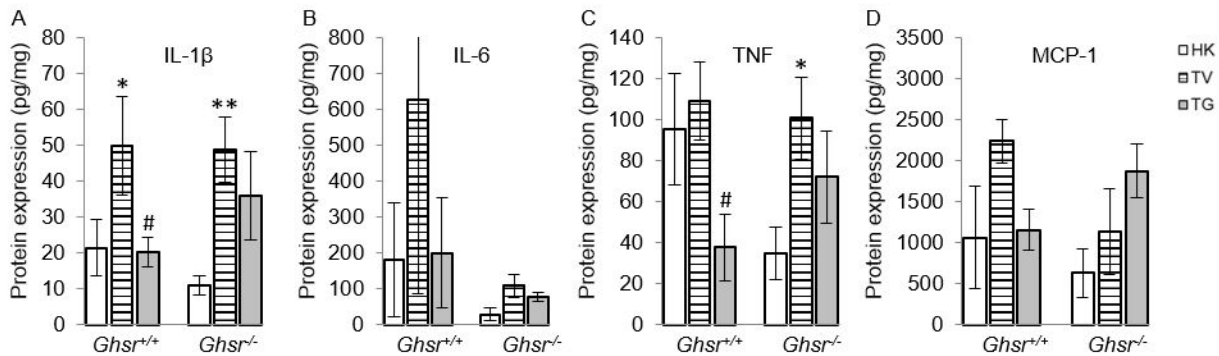 A
IL-1β
Protein expression (pg/mg)
80
70
60
50
40
30
20
10
0
*
#
**
Ghsr+/+
Ghsr-/-
B
IL-6
Protein expression (pg/mg)
800
700
600
500
400
300
200
100
0
Ghsr+/+
Ghsr-/-
C
TNF
Protein expression (pg/mg)
140
120
100
80
60
40
20
0
#
*
Ghsr+/+
Ghsr-/-
D
MCP-1
Protein expression (pg/mg)
3500
3000
2500
2000
1500
1000
500
0
Ghsr+/+
Ghsr-/-
HK
TV
TG